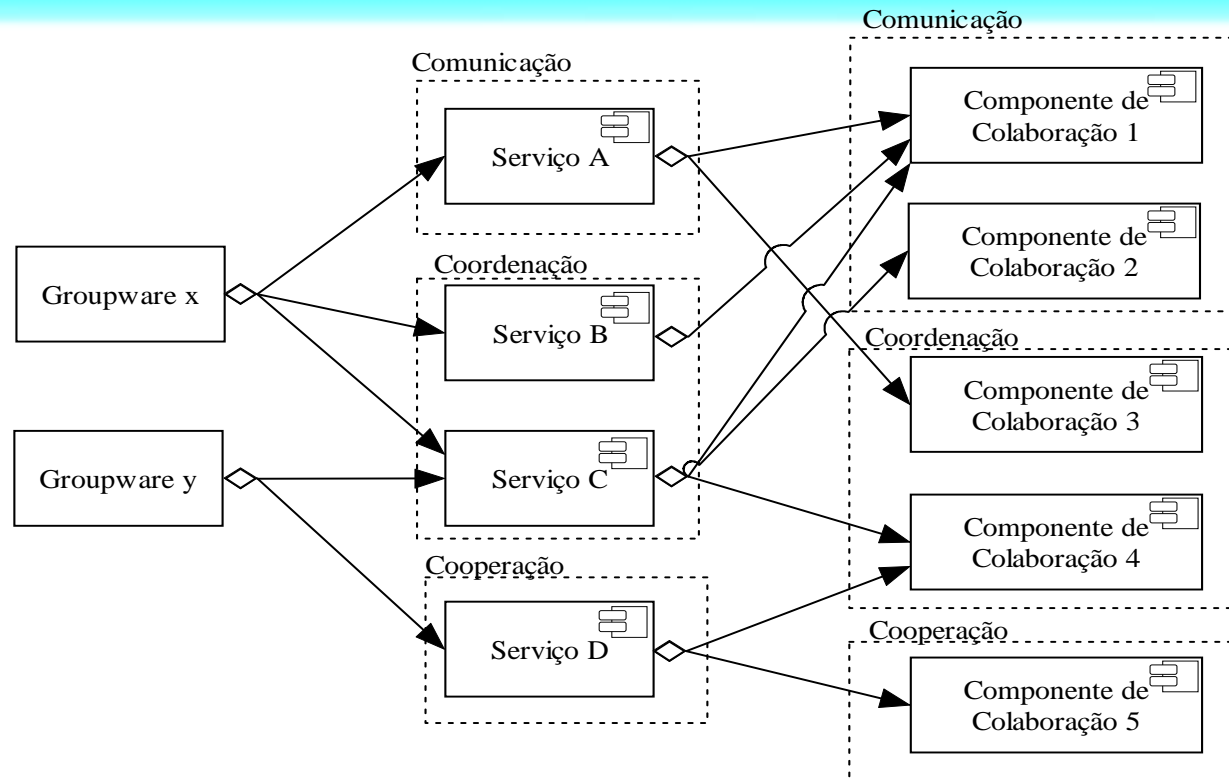 Comunicação
Comunicação
Componente de
Colaboração 1
Serviço A
Componente de
Colaboração 2
Coordenação
Groupware x
Serviço B
Coordenação
Componente de
Colaboração 3
Groupware y
Serviço C
Componente de
Colaboração 4
Cooperação
Cooperação
Serviço D
Componente de
Colaboração 5